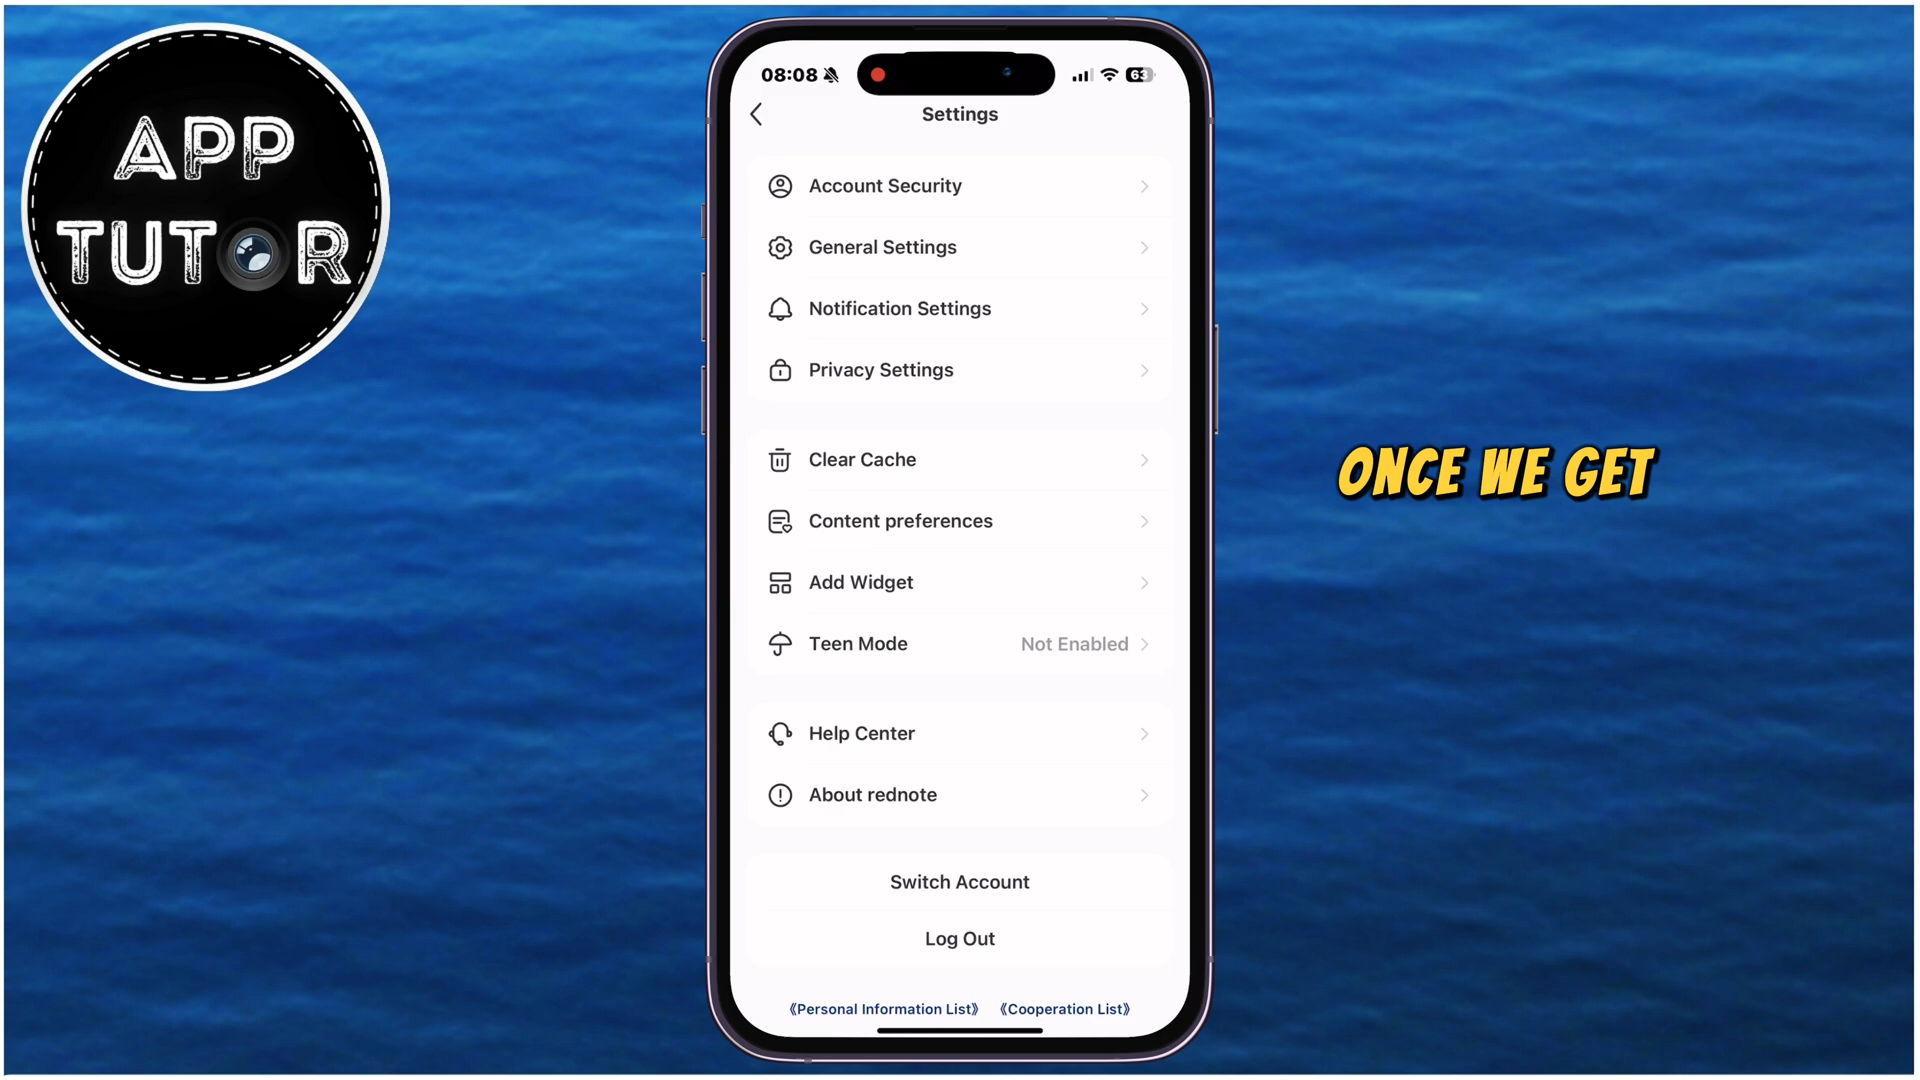 APP
TUTOR
08:08
63
Settings
Account Security
General Settings
Notification Settings
Privacy Settings
Clear Cache
Content preferences
Add Widget
Teen Mode Not Enabled
Help Center
About rednote
Switch Account
Log Out
《Personal Information List》 《Cooperation List》
ONCE WE GET